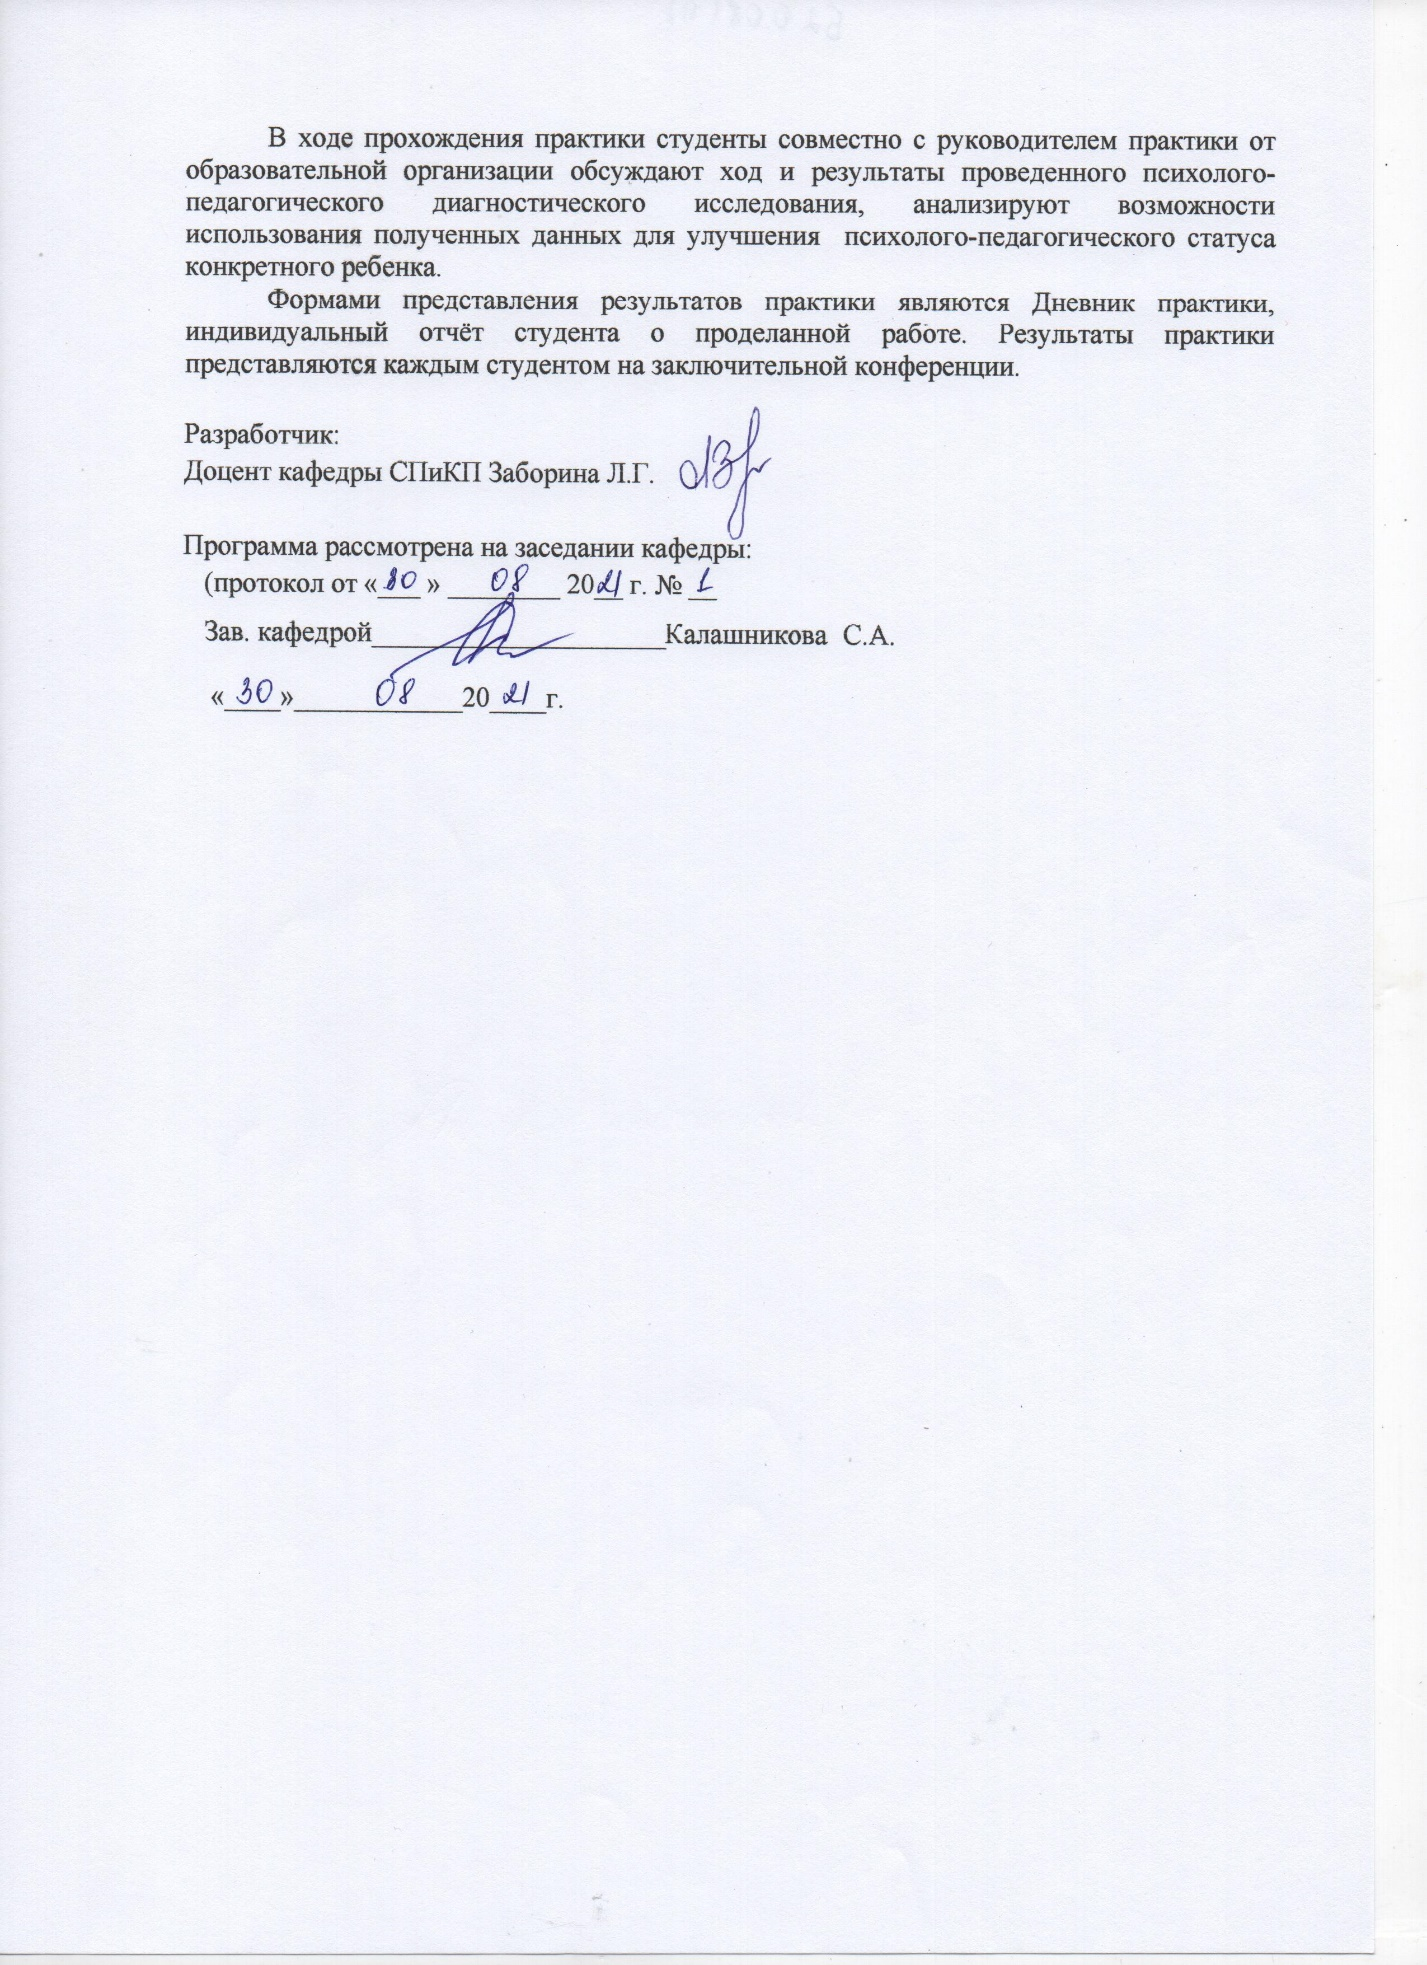 В ходе прохождения практики студенты совместно с руководителем практики от
образовательной организации обсуждают ход и результаты проведенного психолого-
педагогического диагностического исследования, анализируют возможности
использования полученных данных для улучшения психолого-педагогического статуса
конкретного ребенка.
Формами представления результатов практики являются Дневник практики,
индивидуальный отчёт студента о проделанной работе. Результаты практики
представляются каждым студентом на заключительной конференции.
Разработчик:
Доцент кафедры СПиКП Заборина Л.Г.
Программа рассмотрена на заседании кафедры:
(протокол от «30» 08 2021 г. № 1
Зав. кафедрой______________________Калашникова С.А.
«30» 08 2021 г.